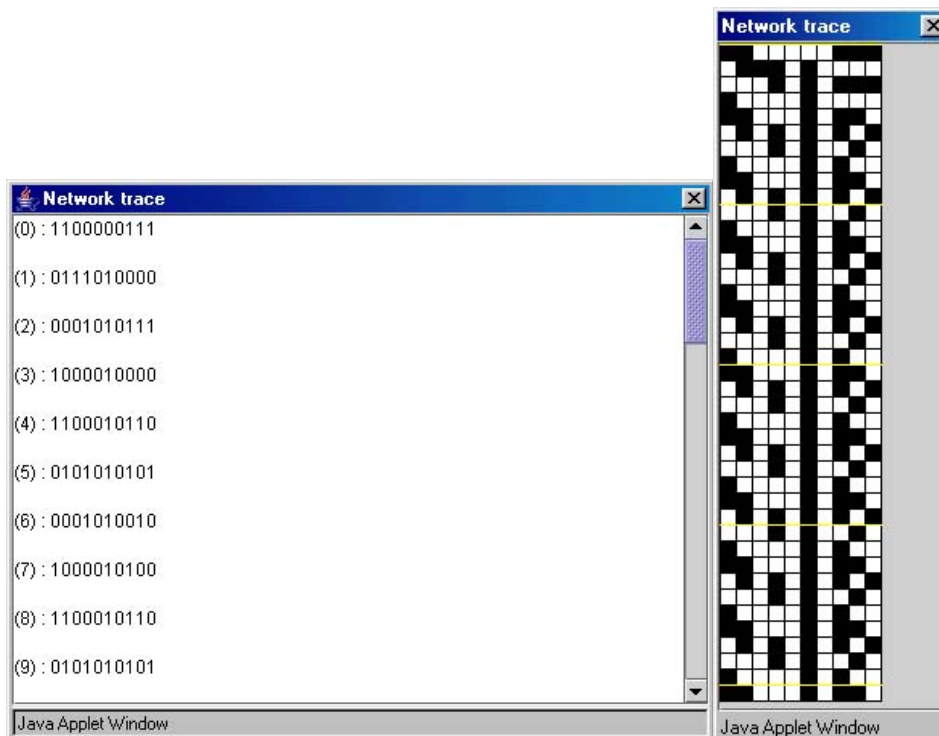 Network trace
(0) : 1100000111
(1) : 0111010000
(2) : 0001010111
(3) : 1000010000
(4) : 1100010110
(5) : 0101010101
(6) : 0001010010
(7) : 1000010100
(8) : 1100010110
(9) : 0101010101
Java Applet Window
Network trace
Java Applet Window